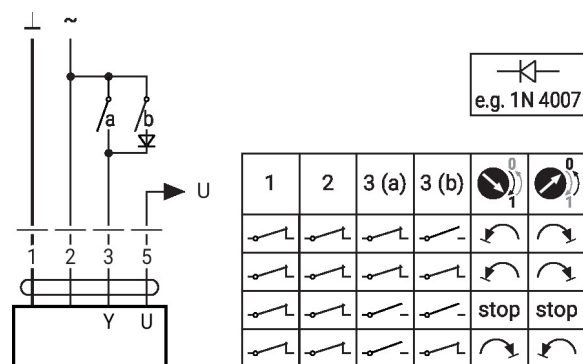 ⊥ ~
e.g. 1N 4007
a b
U
1 2 3 5
Y U
1 2 3 (a) 3 (b) 0 1 0 1
stop stop